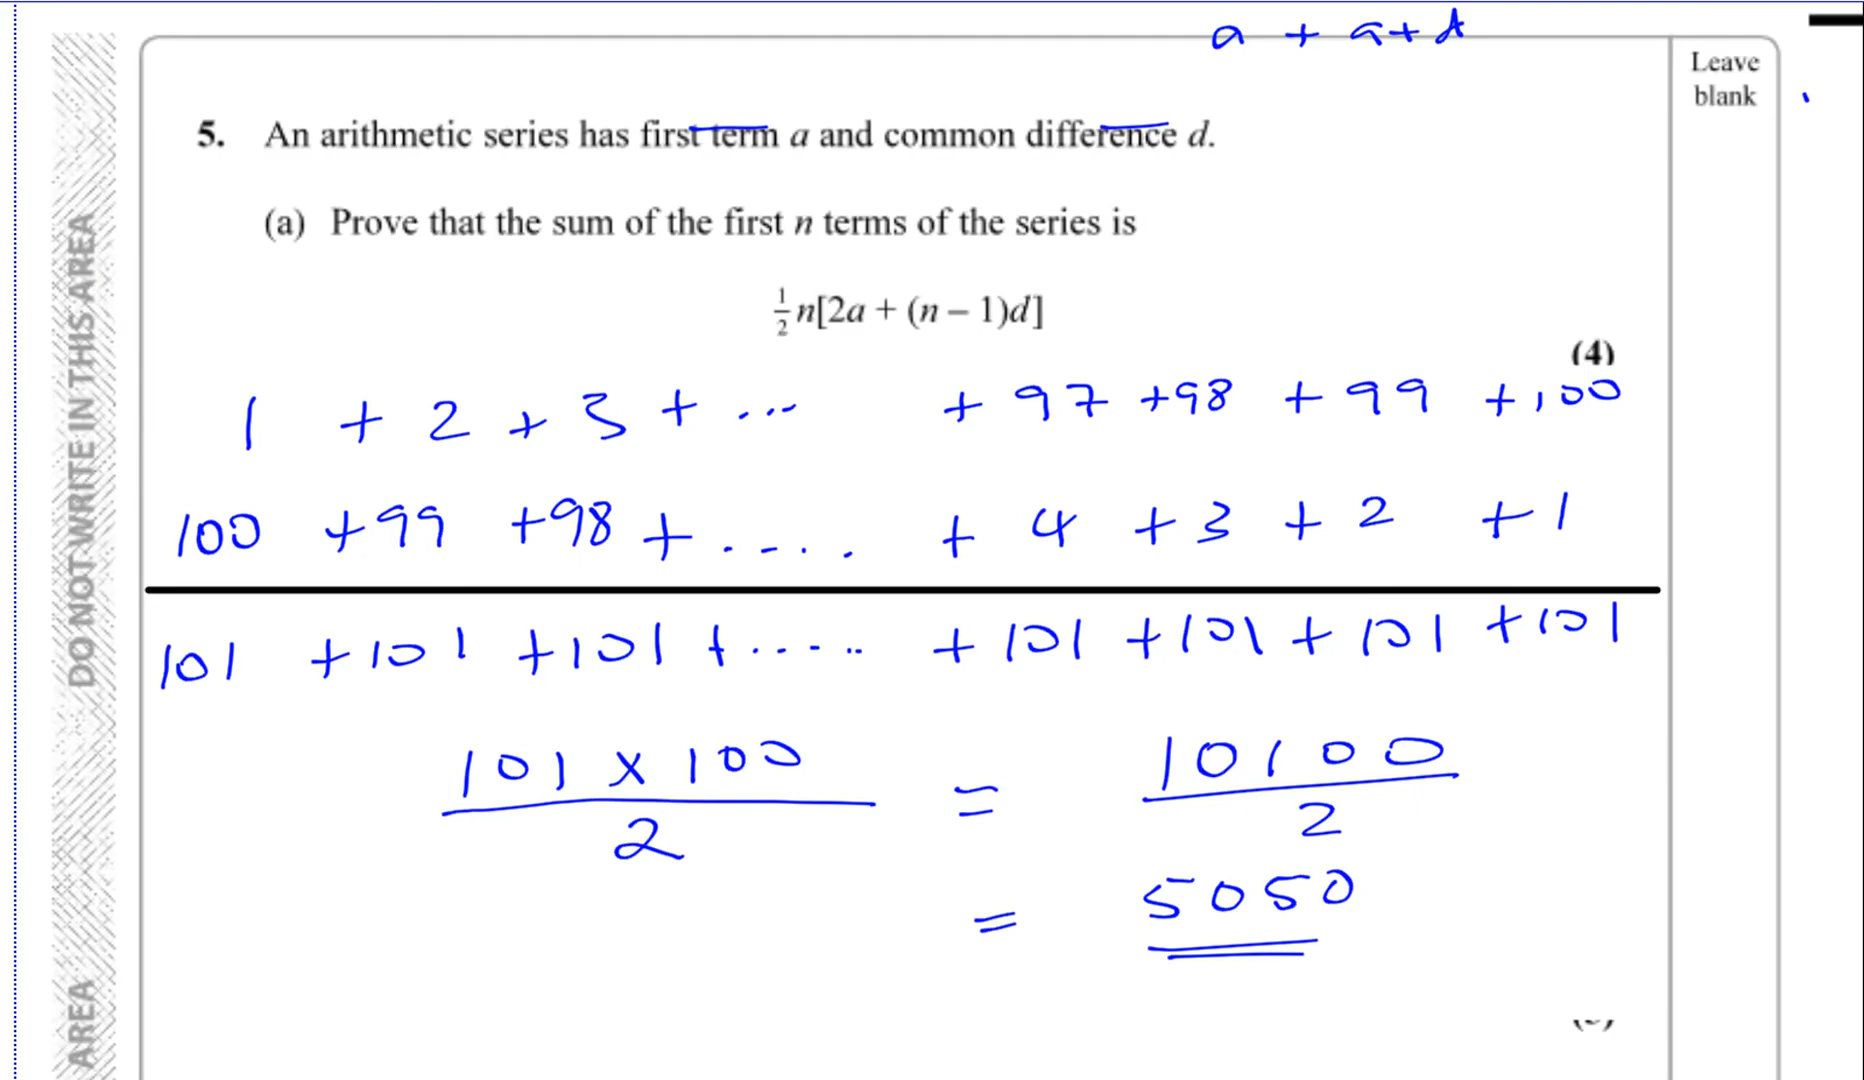 a + a+d
Leave
blank
5. An arithmetic series has first term a and common difference d.
(a) Prove that the sum of the first n terms of the series is
½n[2a + (n – 1)d]
(4)
1 + 2 + 3 + ... + 97 +98 + 99 +100
100 +99 +98 + ..... + 4 +3 + 2 +1
101 +101 +101 + ..... +101 +101 +101 +101
101 x 100 / 2 = 10100 / 2
= 5050
DO NOT WRITE IN THIS AREA
AREA